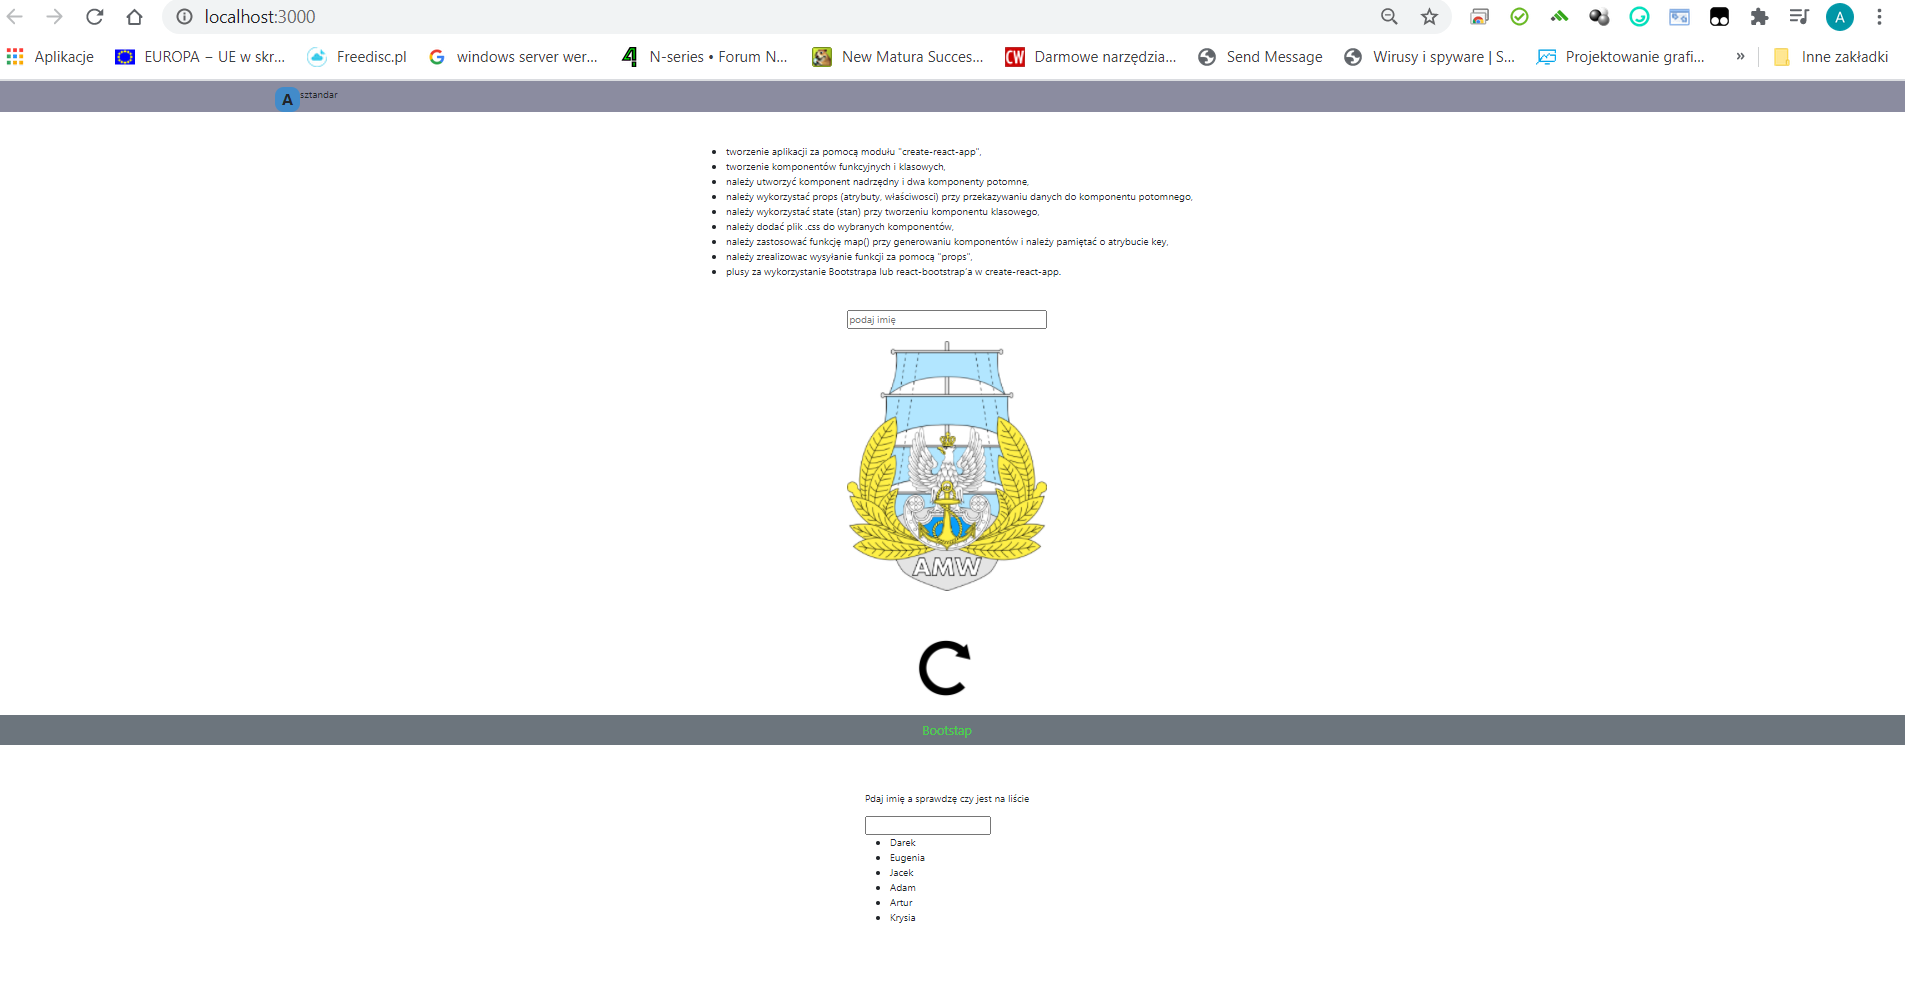 localhost:3000
A
Aplikacje EUROPA – UE w skr... Freedisc.pl windows server wer... N-series • Forum N... New Matura Succes... CW Darmowe narzędzia... Send Message Wirusy i spyware | S... Projektowanie grafi... » Inne zakładki
A sztandar
tworzenie aplikacji za pomocą modułu "create-react-app",
tworzenie komponentów funkcyjnych i klasowych,
należy utworzyć komponent nadrzędny i dwa komponenty potomne,
należy wykorzystać props (atrybuty, właściwosci) przy przekazywaniu danych do komponentu potomnego,
należy wykorzystać state (stan) przy tworzeniu komponentu klasowego,
należy dodać plik .css do wybranych komponentów,
należy zastosować funkcję map() przy generowaniu komponentów i należy pamiętać o atrybucie key,
należy zrealizowac wysyłanie funkcji za pomocą "props",
plusy za wykorzystanie Bootstrapa lub react-bootstrap'a w create-react-app.
podaj imię
AMW
Bootstap
Pdaj imię a sprawdzę czy jest na liście
Darek
Eugenia
Jacek
Adam
Artur
Krysia